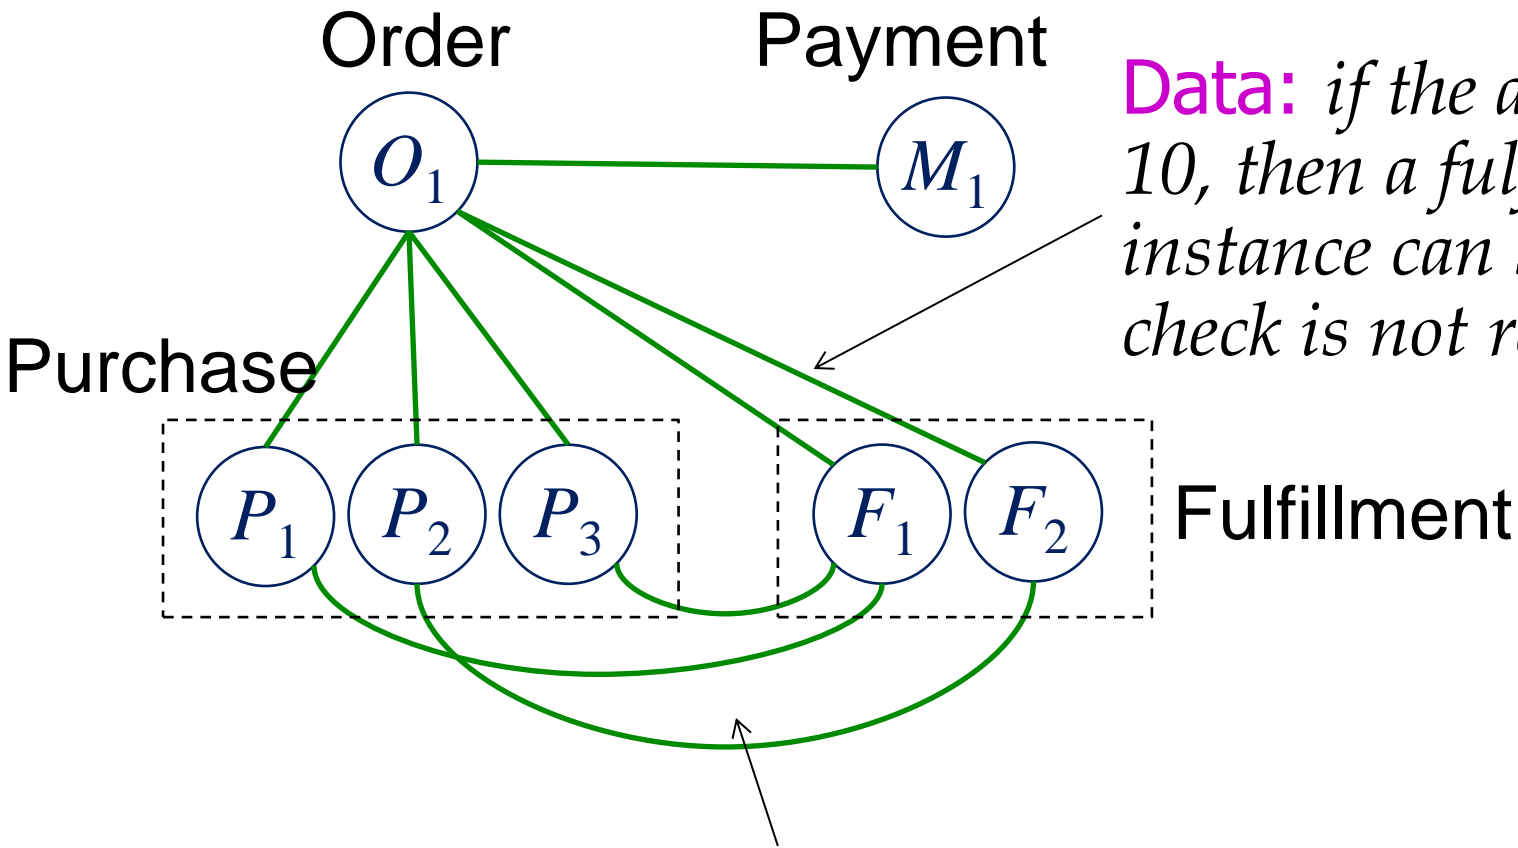 Order
Payment
Data: if the
10, then a
instance can
check is not
O1
M1
Purchase
P1 P2 P3
F1 F2
Fulfillment